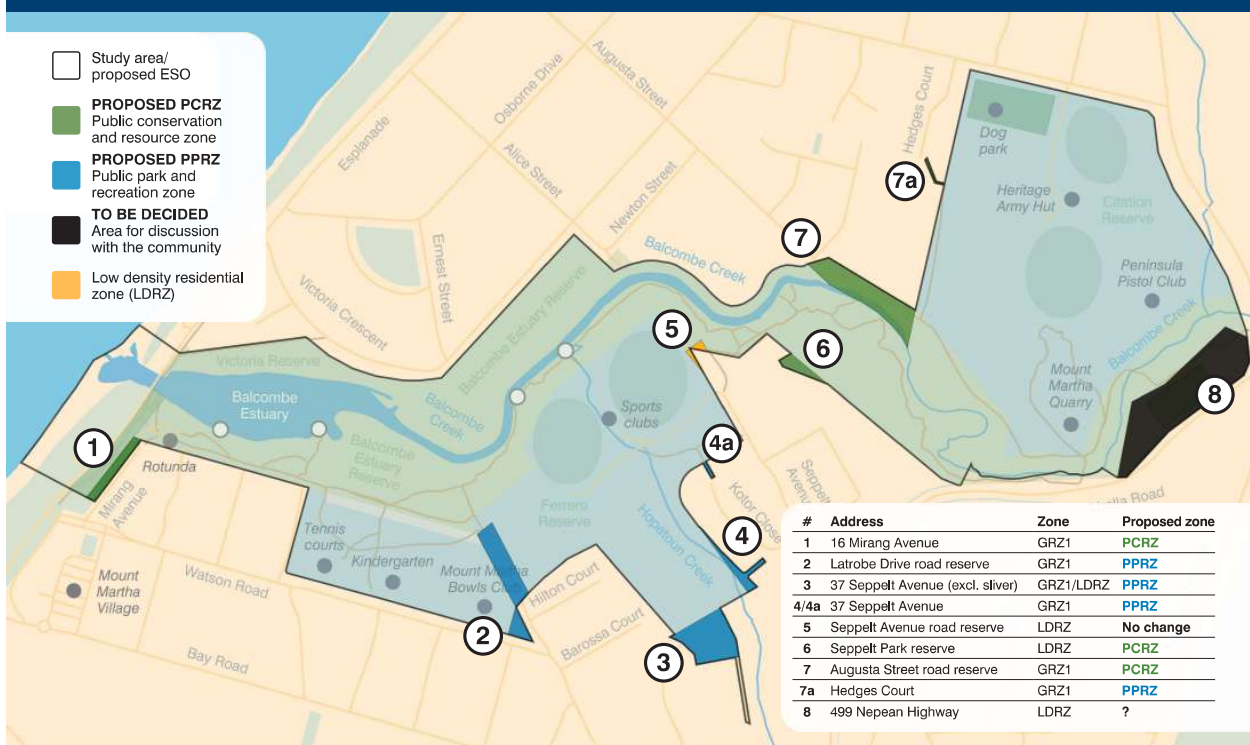 Study area/
proposed ESO
PROPOSED PCRZ
Public conservation
and resource zone
PROPOSED PPRZ
Public park and
recreation zone
TO BE DECIDED
Area for discussion
with the community
Low density residential
zone (LDRZ)
Esplanade
Osborne Drive
Augusta Street
Alice Street
Newton Street
Ernest Street
Victoria Crescent
Hedges Court
Dog
park
7a
Heritage
Army Hut
Citation
Reserve
Peninsula
Pistol Club
Balcombe Creek
7
Balcombe Creek
Victoria Reserve
Balcombe Estuary Reserve
5
6
Balcombe
Estuary
Balcombe
Creek
Sports
clubs
Mount
Martha
Quarry
8
1
Rotunda
Balcombe
Estuary
Reserve
4a
Mirang
Avenue
Ferrero
Reserve
Kotor Close
Seppelt
Avenue
Hopetoun Creek
4
Tennis
courts
Kindergarten
Mount Martha
Bowls Club
Mount
Martha
Village
Watson Road
Hilton Court
2
Barossa Court
3
Bay Road
Road
# Address Zone Proposed zone
1 16 Mirang Avenue GRZ1 PCRZ
2 Latrobe Drive road reserve GRZ1 PPRZ
3 37 Seppelt Avenue (excl. sliver) GRZ1/LDRZ PPRZ
4/4a 37 Seppelt Avenue GRZ1 PPRZ
5 Seppelt Avenue road reserve LDRZ No change
6 Seppelt Park reserve LDRZ PCRZ
7 Augusta Street road reserve GRZ1 PCRZ
7a Hedges Court GRZ1 PPRZ
8 499 Nepean Highway LDRZ ?